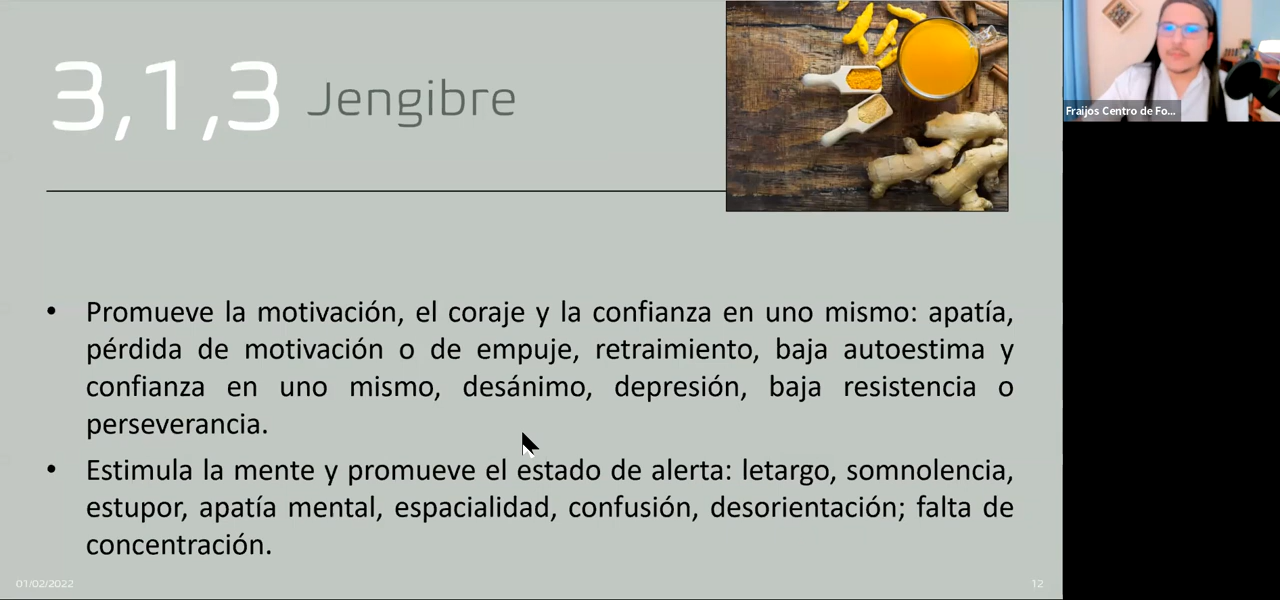 3,1,3 Jengibre
Fraijos Centro de Fo...
• Promueve la motivación, el coraje y la confianza en uno mismo: apatía,
pérdida de motivación o de empuje, retraimiento, baja autoestima y
confianza en uno mismo, desánimo, depresión, baja resistencia o
perseverancia.
• Estimula la mente y promueve el estado de alerta: letargo, somnolencia,
estupor, apatía mental, espacialidad, confusión, desorientación; falta de
concentración.
01/02/2022
12